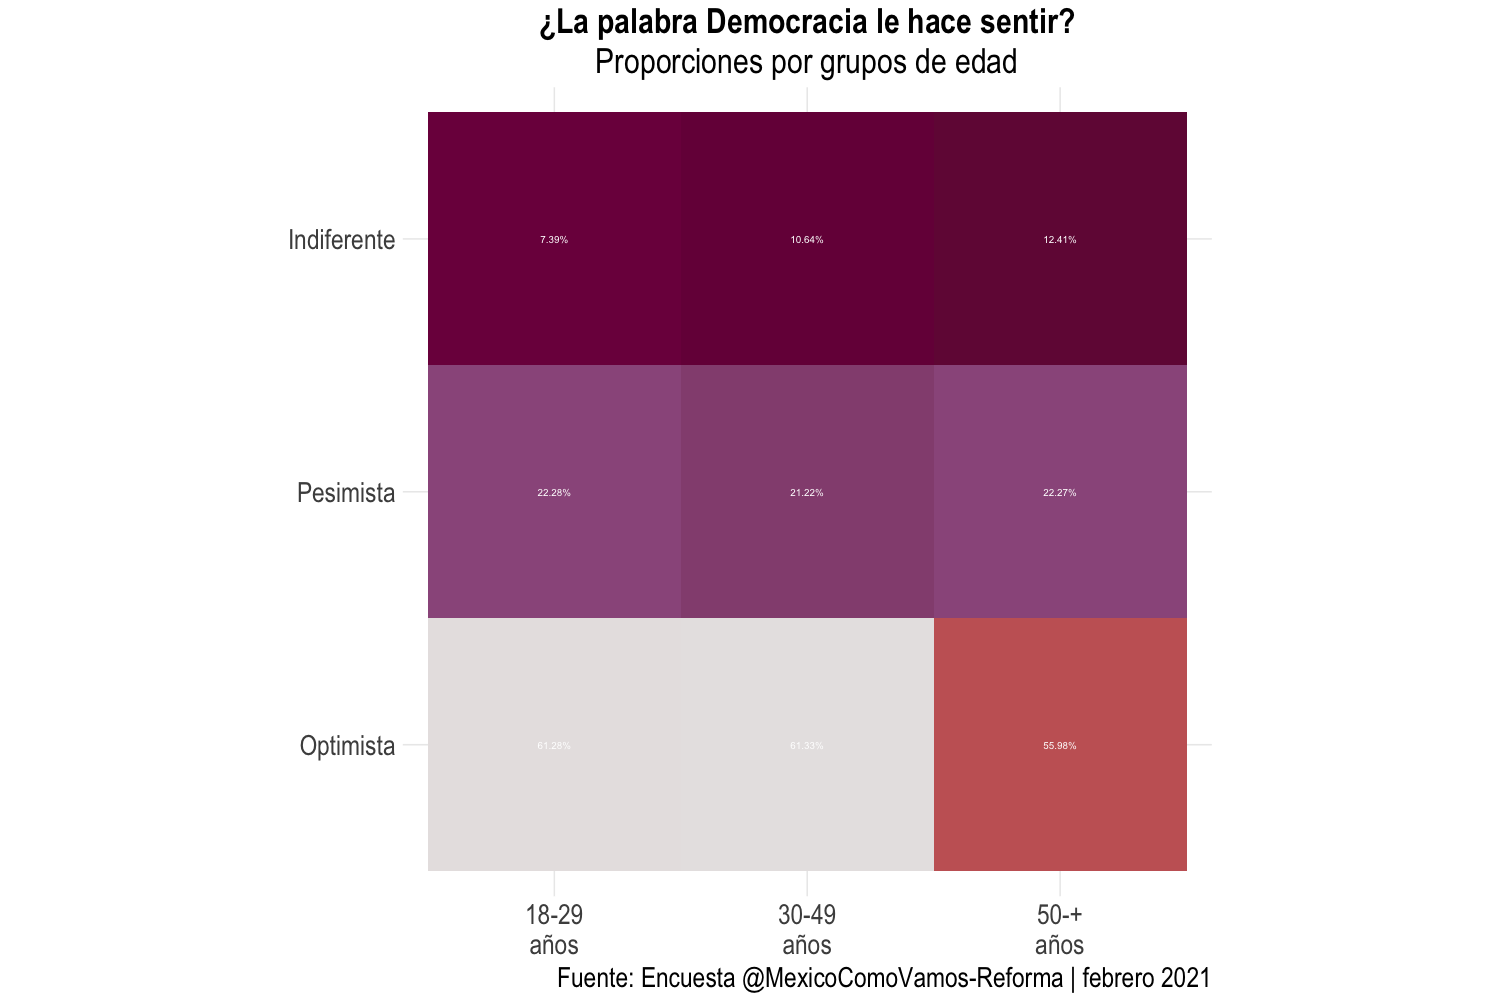 ¿La palabra Democracia le hace sentir?
Proporciones por grupos de edad
Indiferente
7.39%
10.64%
12.41%
Pesimista
22.28%
21.22%
22.27%
Optimista
61.28%
61.33%
55.98%
18-29
años
30-49
años
50-+
años
Fuente: Encuesta @MexicoComoVamos-Reforma | febrero 2021